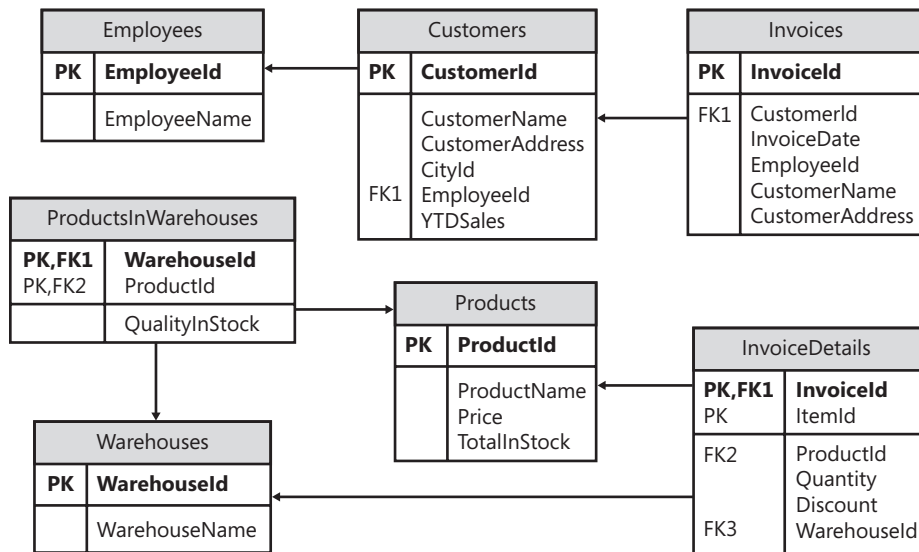 Employees
PK EmployeeId
EmployeeName
Customers
PK CustomerId
CustomerName
CustomerAddress
CityId
FK1 EmployeeId
YTDSales
Invoices
PK InvoiceId
FK1 CustomerId
InvoiceDate
EmployeeId
CustomerName
CustomerAddress
ProductsInWarehouses
PK,FK1 WarehouseId
PK,FK2 ProductId
QualityInStock
Products
PK ProductId
ProductName
Price
TotalInStock
InvoiceDetails
PK,FK1 InvoiceId
PK ItemId
FK2 ProductId
Quantity
Discount
FK3 WarehouseId
Warehouses
PK WarehouseId
WarehouseName